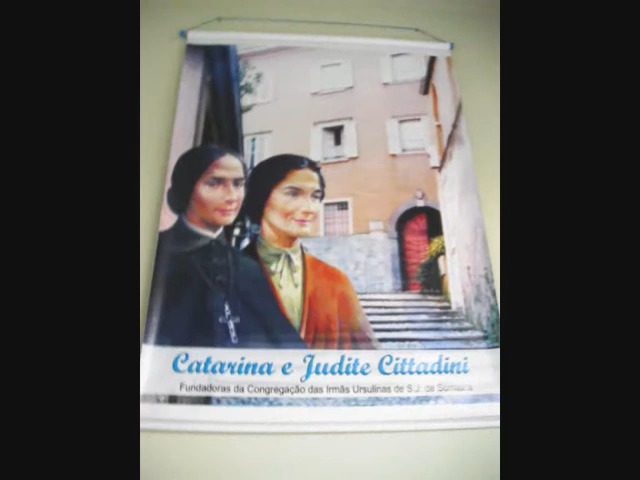 Catarina e Judite Cittadini
Fundadoras da Congregação das Irmãs Ursulinas de S.J. de Somasca